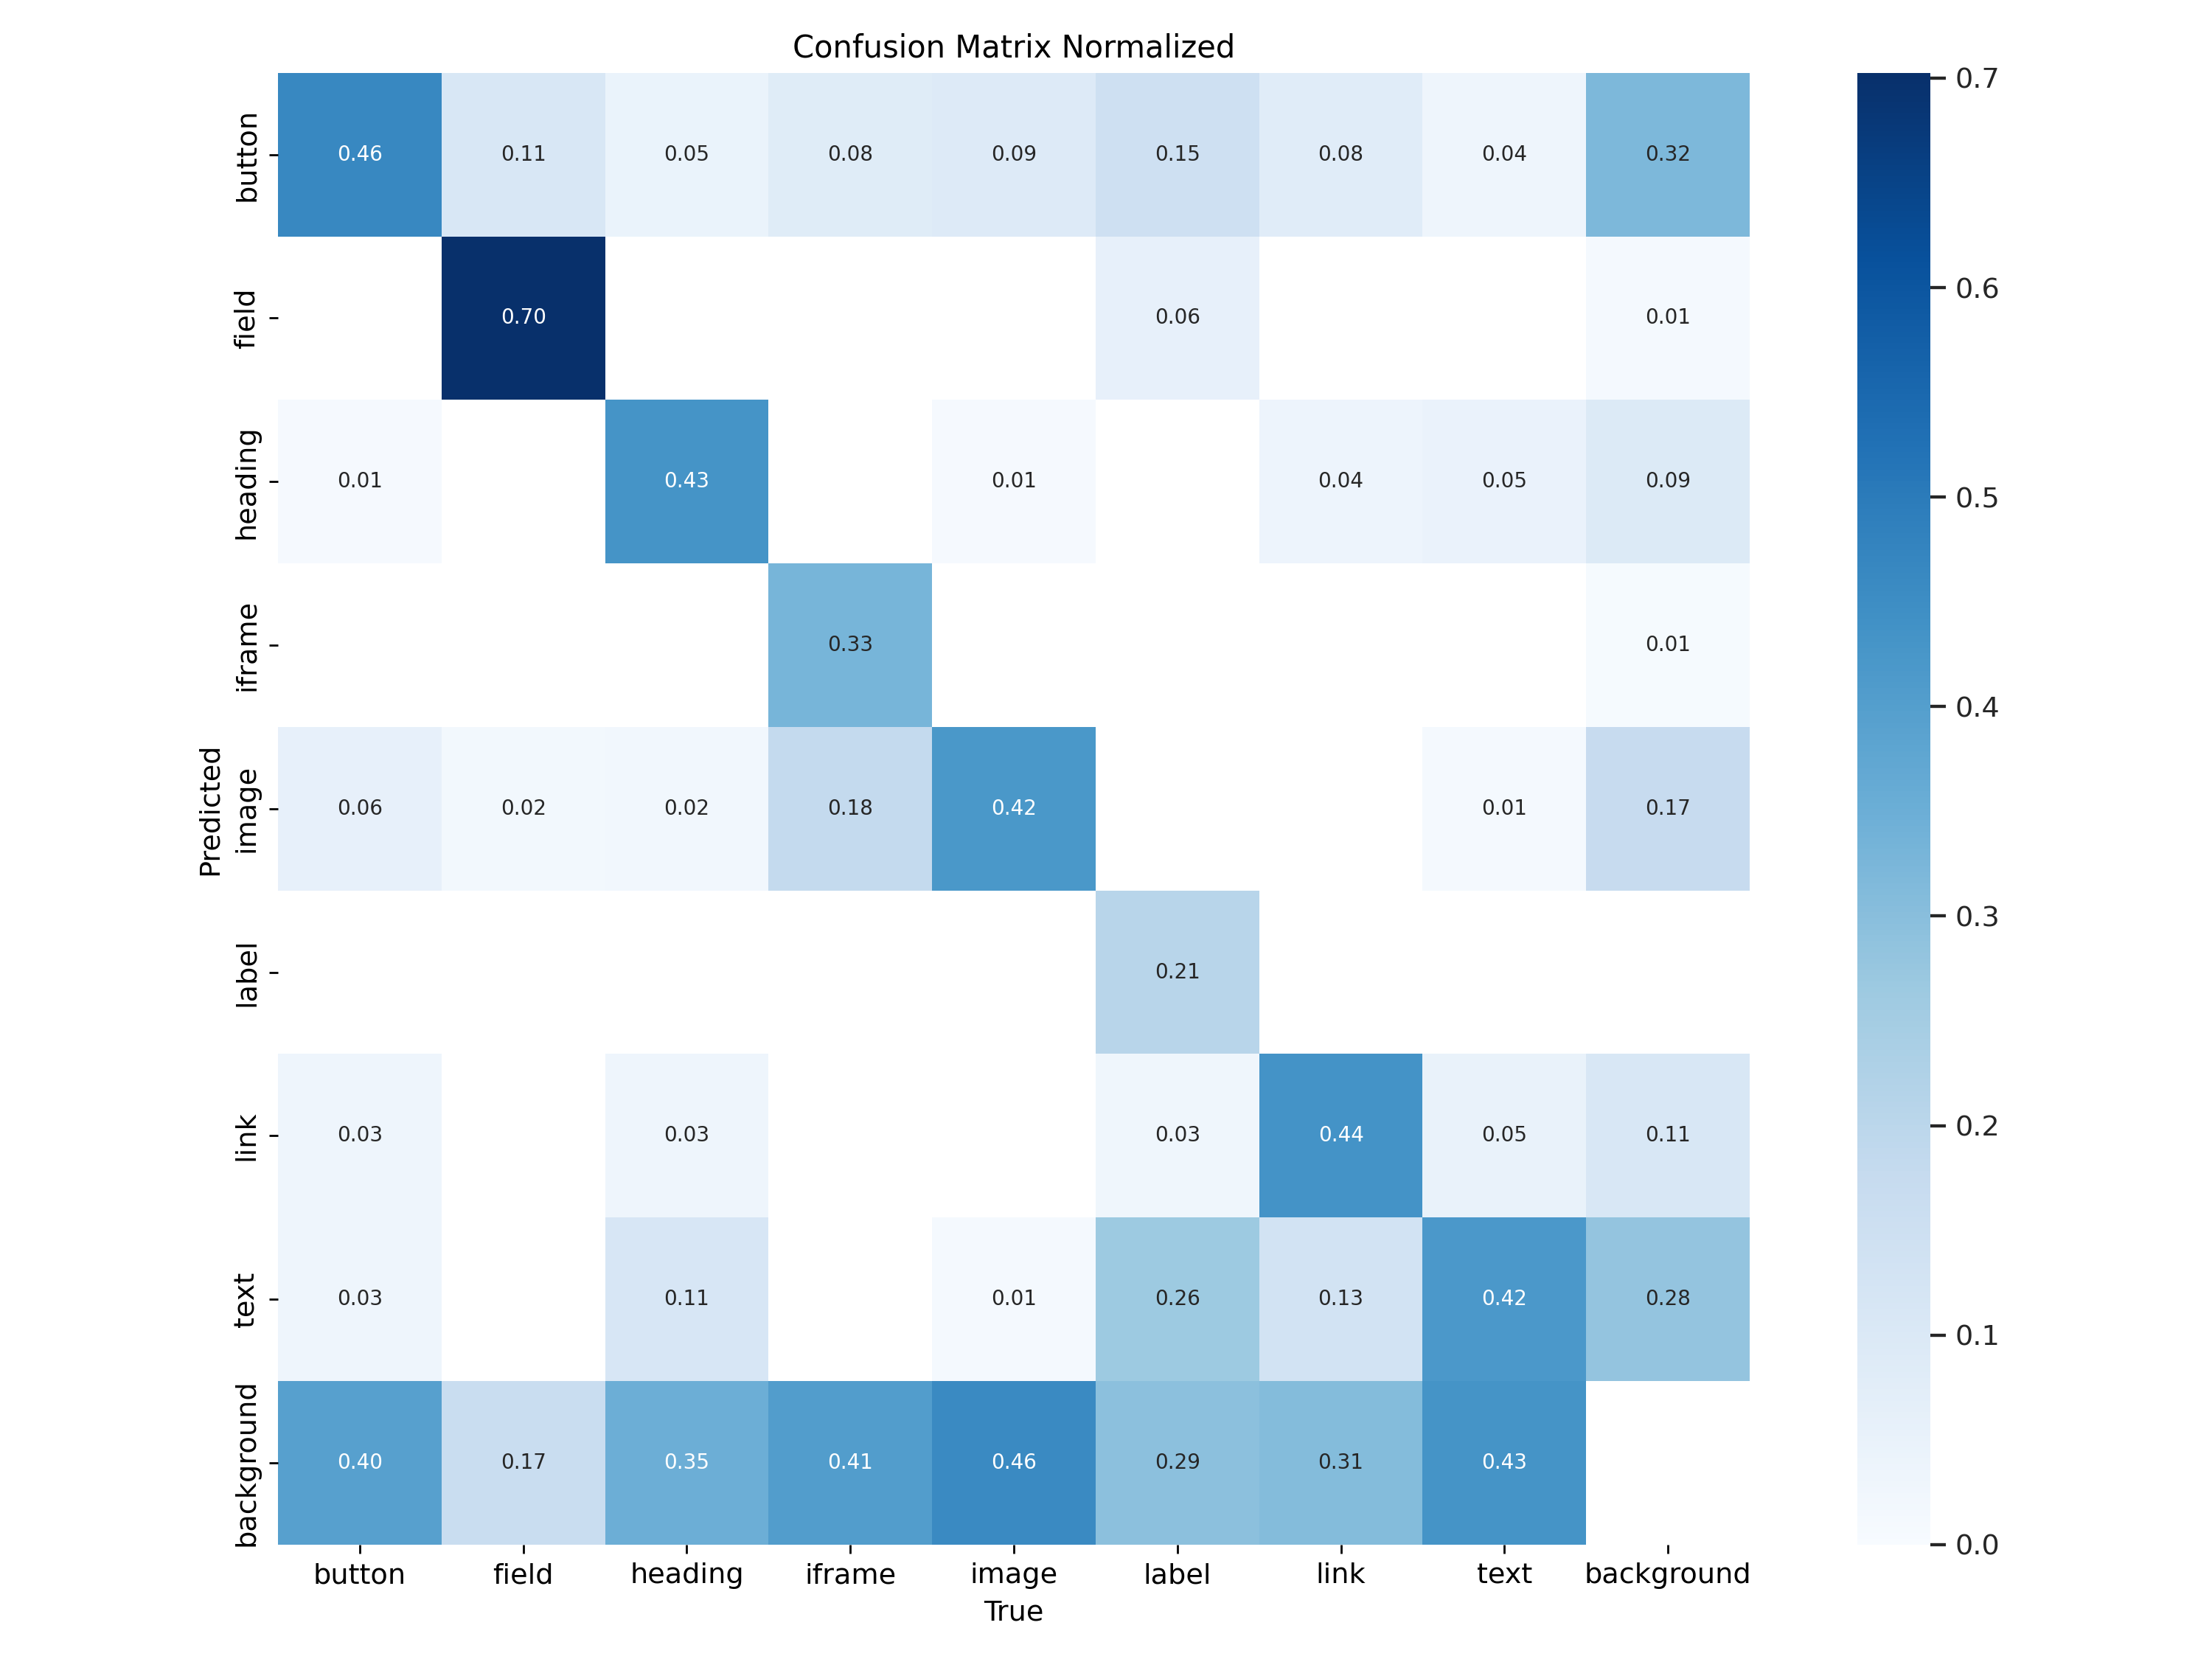 Confusion Matrix Normalized
button 0.46 0.11 0.05 0.08 0.09 0.15 0.08 0.04 0.32
field 0.70 0.06 0.01
heading 0.01 0.43 0.01 0.04 0.05 0.09
iframe 0.33 0.01
image 0.06 0.02 0.02 0.18 0.42 0.01 0.17
label 0.21
link 0.03 0.03 0.03 0.44 0.05 0.11
text 0.03 0.11 0.01 0.26 0.13 0.42 0.28
background 0.40 0.17 0.35 0.41 0.46 0.29 0.31 0.43
Predicted
button field heading iframe image label link text background
True
0.7
0.6
0.5
0.4
0.3
0.2
0.1
0.0